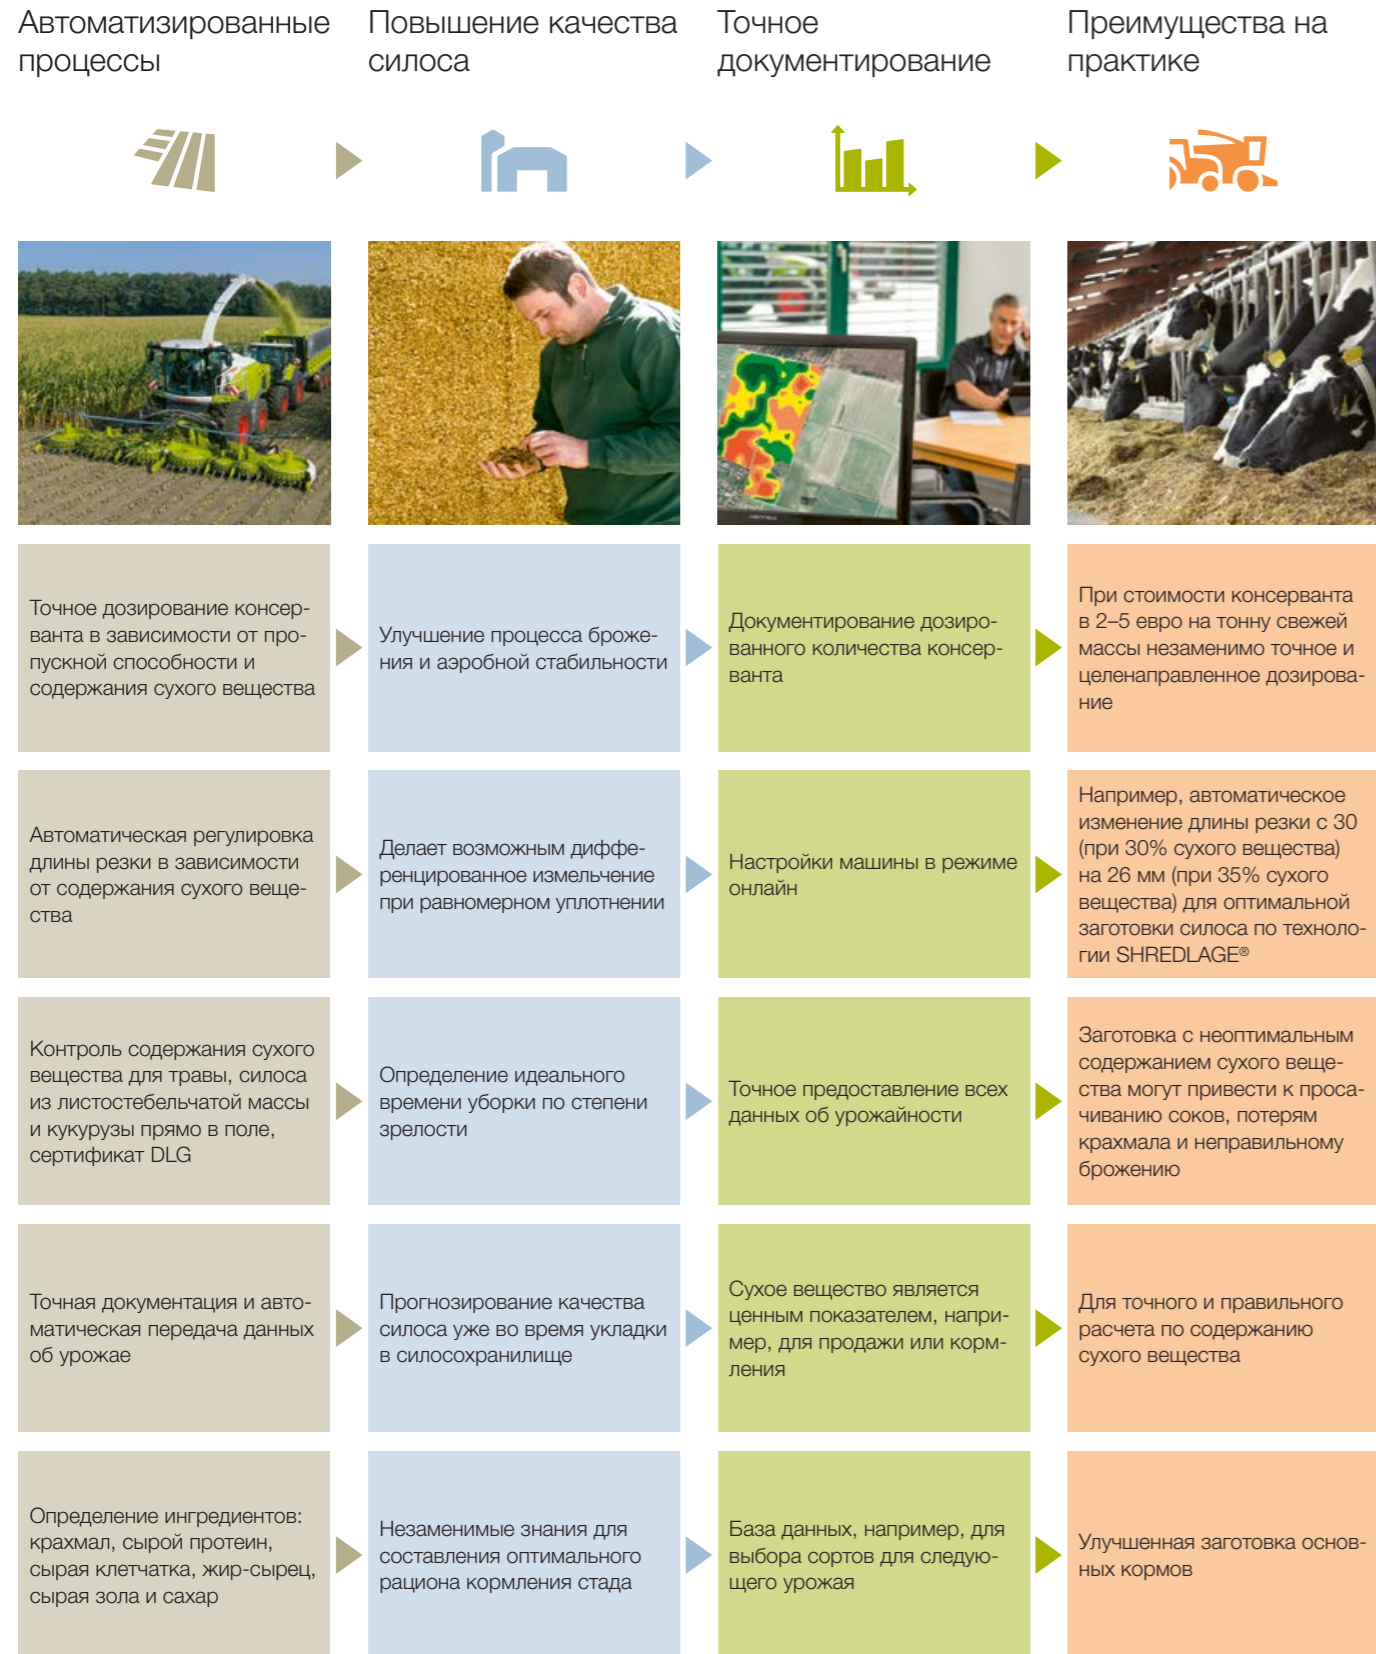 Автоматизированные
процессы
Повышение качества
силоса
Точное
документирование
Преимущества на
практике
Точное дозирование консер-
ванта в зависимости от про-
пускной способности и
содержания сухого вещества
Улучшение процесса броже-
ния и аэробной стабильности
Документирование дозиро-
ванного количества консер-
ванта
При стоимости консерванта
в 2–5 евро на тонну свежей
массы незаменимо точное и
целенаправленное дозирова-
ние
Автоматическая регулировка
длины резки в зависимости
от содержания сухого веще-
ства
Делает возможным диффе-
ренцированное измельчение
при равномерном уплотнении
Настройки машины в режиме
онлайн
Например, автоматическое
изменение длины резки с 30
(при 30% сухого вещества)
на 26 мм (при 35% сухого
вещества) для оптимальной
заготовки силоса по техноло-
гии SHREDLAGE®
Контроль содержания сухого
вещества для травы, силоса
из листостебельчатой массы
и кукурузы прямо в поле,
сертификат DLG
Определение идеального
времени уборки по степени
зрелости
Точное предоставление всех
данных об урожайности
Заготовка с неоптимальным
содержанием сухого веще-
ства могут привести к проса-
чиванию соков, потерям
крахмала и неправильному
брожению
Точная документация и авто-
матическая передача данных
об урожае
Прогнозирование качества
силоса уже во время укладки
в силосохранилище
Сухое вещество является
ценным показателем, напри-
мер, для продажи или корм-
ления
Для точного и правильного
расчета по содержанию
сухого вещества
Определение ингредиентов:
крахмал, сырой протеин,
сырая клетчатка, жир-сырец,
сырая зола и сахар
Незаменимые знания для
составления оптимального
рациона кормления стада
База данных, например, для
выбора сортов для следую-
щего урожая
Улучшенная заготовка основ-
ных кормов